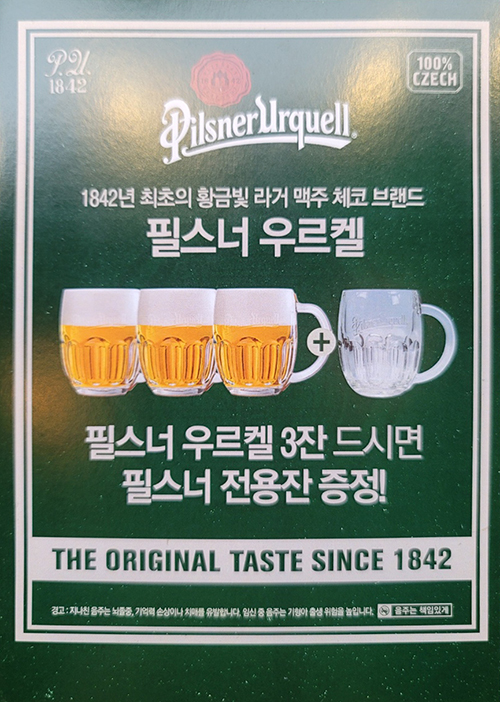 P.U.
1842
100%
CZECH
Pilsner Urquell
1842년 최초의 황금빛 라거 맥주 체코 브랜드
필스너 우르켈
+
필스너 우르켈 3잔 드시면
필스너 전용잔 증정!
THE ORIGINAL TASTE SINCE 1842
경고 : 지나친 음주는 뇌졸중, 기억력 손상이나 치매를 유발합니다. 임신 중 음주는 기형아 출생 위험을 높입니다. 음주는 책임있게